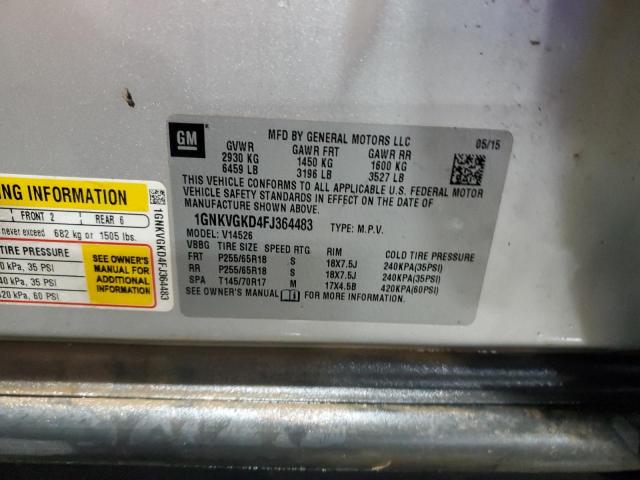 GM
MFD BY GENERAL MOTORS LLC
05/15
GVWR GAWR FRT GAWR RR
2930 KG 1450 KG 1600 KG
6459 LB 3196 LB 3527 LB
THIS VEHICLE CONFORMS TO ALL APPLICABLE U.S. FEDERAL MOTOR
VEHICLE SAFETY STANDARDS IN EFFECT ON THE DATE OF
MANUFACTURE SHOWN ABOVE.
1GNKVGKD4FJ364483 TYPE: M.P.V.
MODEL: V14526
VBBG TIRE SIZE SPEED RTG RIM COLD TIRE PRESSURE
FRT P255/65R18 S 18X7.5J 240KPA(35PSI)
RR P255/65R18 S 18X7.5J 240KPA(35PSI)
SPA T145/70R17 M 17X4.5B 420KPA(60PSI)
SEE OWNER'S MANUAL FOR MORE INFORMATION.
ING INFORMATION
FRONT 2 REAR 6
never exceed 682 kg or 1505 lbs.
TIRE PRESSURE
0 kPa, 35 PSI
40 kPa, 35 PSI
420 kPa, 60 PSI
SEE OWNER'S
MANUAL FOR
ADDITIONAL
INFORMATION
1GNKVGKD4FJ364483